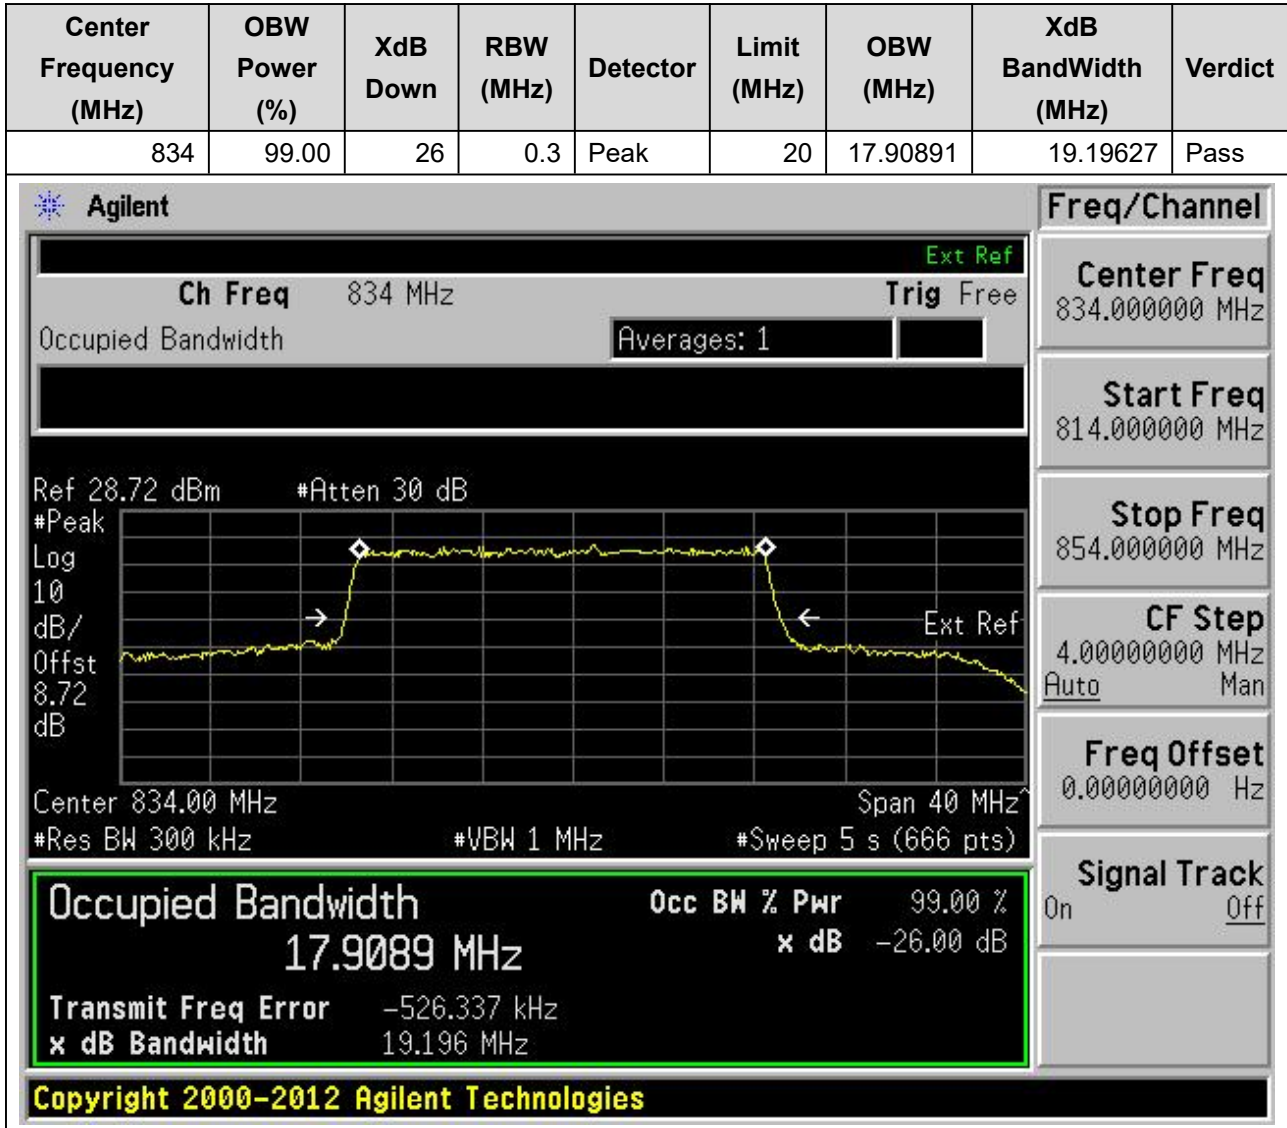 Center Frequency (MHz) OBW Power (%) XdB Down RBW (MHz) Detector Limit (MHz) OBW (MHz) XdB BandWidth (MHz) Verdict
834 99.00 26 0.3 Peak 20 17.90891 19.19627 Pass
Agilent
Freq/Channel
Ext Ref
Ch Freq 834 MHz Trig Free
Occupied Bandwidth Averages: 1
Center Freq
834.000000 MHz
Start Freq
814.000000 MHz
Stop Freq
854.000000 MHz
CF Step
4.00000000 MHz
Auto Man
Freq Offset
0.00000000 Hz
Signal Track
On Off
Ref 28.72 dBm #Atten 30 dB
#Peak
Log
10
dB/
Offst
8.72
dB
Ext Ref
Center 834.00 MHz Span 40 MHz^
#Res BW 300 kHz #VBW 1 MHz #Sweep 5 s (666 pts)
Occupied Bandwidth
17.9089 MHz
Occ BW % Pwr 99.00 %
x dB -26.00 dB
Transmit Freq Error -526.337 kHz
x dB Bandwidth 19.196 MHz
Copyright 2000-2012 Agilent Technologies